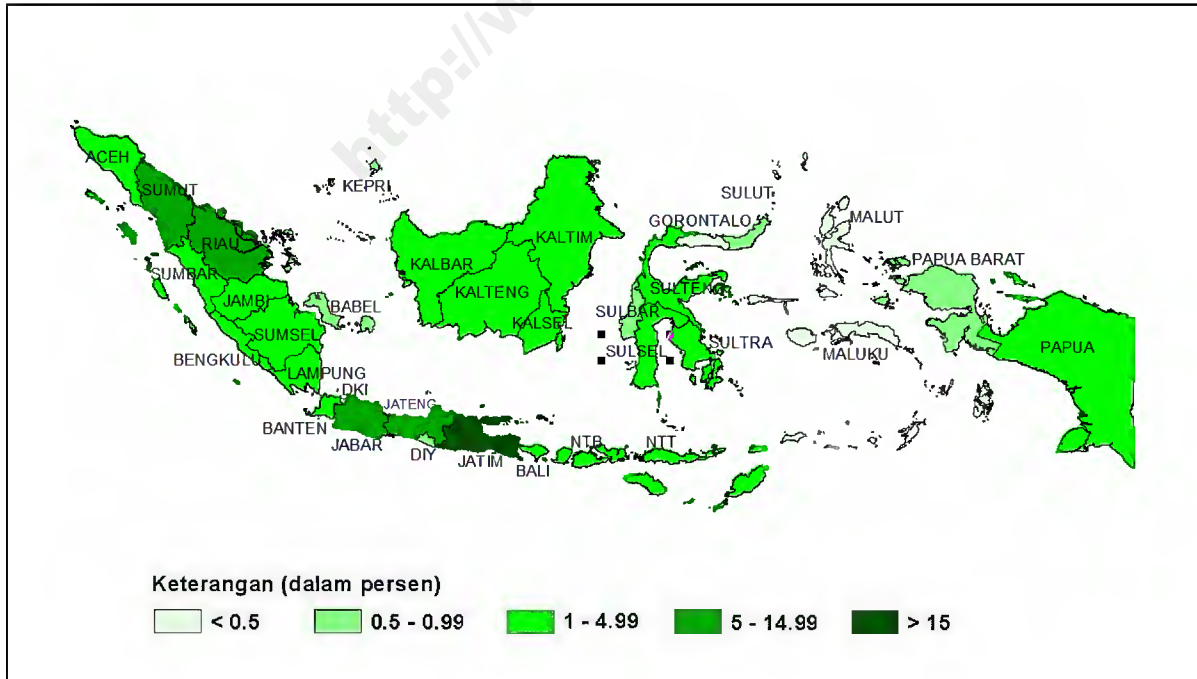 http://w
ACEH
SUMUT
RIAU
KEPRI
SUMBAR
JAMBI
BABEL
SUMSEL
BENGKULU
LAMPUNG
DKI
BANTEN
JABAR
JATENG
DIY
JATIM
BALI
NTB
NTT
KALBAR
KALTENG
KALTIM
KALSEL
SULUT
GORONTALO
SULTENG
SULBAR
SULSEL
SULTRA
MALUT
MALUKU
PAPUA BARAT
PAPUA
Keterangan (dalam persen)
< 0.5 0.5 - 0.99 1 - 4.99 5 - 14.99 > 15